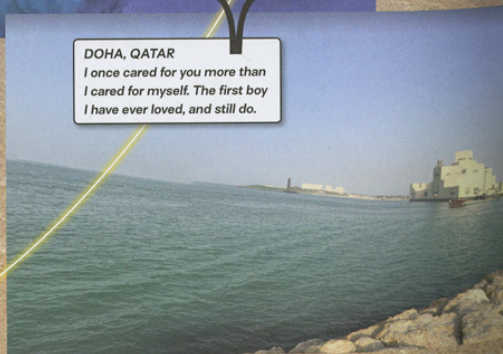 DOHA, QATAR
I once cared for you more than
I cared for myself. The first boy
I have ever loved, and still do.